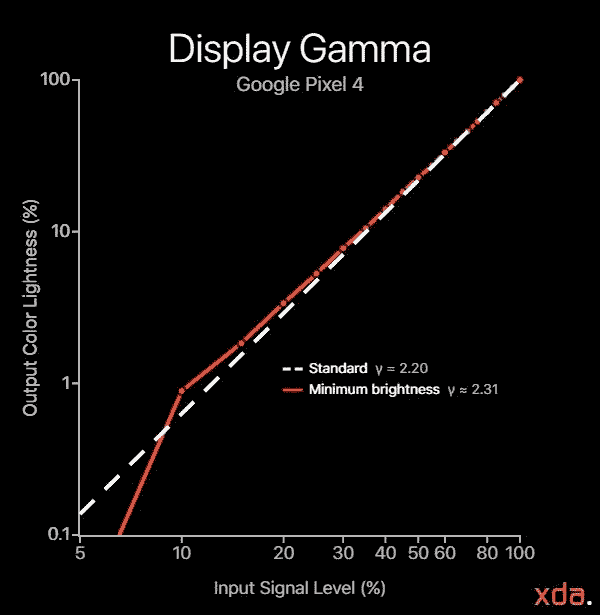 Display Gamma
Google Pixel 4
Output Color Lightness (%)
100
10
1
0.1
Standard γ = 2.20
Minimum brightness γ ≈ 2.31
5 10 20 30 40 50 60 80 100
Input Signal Level (%)
xda.